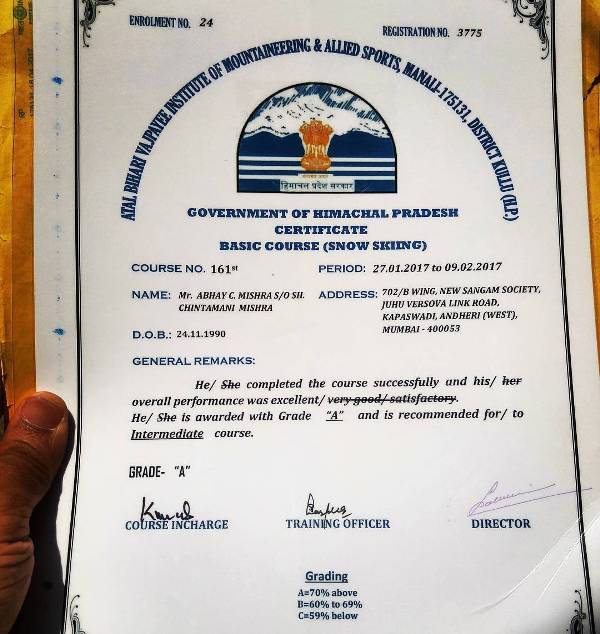 ENROLMENT NO. 24
REGISTRATION NO. 3775
ATAL BIHARI VAJPAYEE INSTITUTE OF MOUNTAINEERING & ALLIED SPORTS, MANALI-175131, DISTRICT KULU (H.P.)
हिमाचल प्रदेश सरकार
GOVERNMENT OF HIMACHAL PRADESH
CERTIFICATE
BASIC COURSE (SNOW SKIING)
COURSE NO. 161st PERIOD: 27.01.2017 to 09.02.2017
NAME: Mr. ABHAY C. MISHRA S/O SH.
CHINTAMANI MISHRA
ADDRESS: 702/B WING, NEW SANGAM SOCIETY,
JUHU VERSOVA LINK ROAD,
KAPASWADI, ANDHERI (WEST),
MUMBAI - 400053
D.O.B.: 24.11.1990
GENERAL REMARKS:
He/ She completed the course successfully and his/ her
overall performance was excellent/ very good/ satisfactory.
He/ She is awarded with Grade "A" and is recommended for/ to
Intermediate course.
GRADE- "A"
COURSE INCHARGE TRAINING OFFICER DIRECTOR
Grading
A=70% above
B=60% to 69%
C=59% below